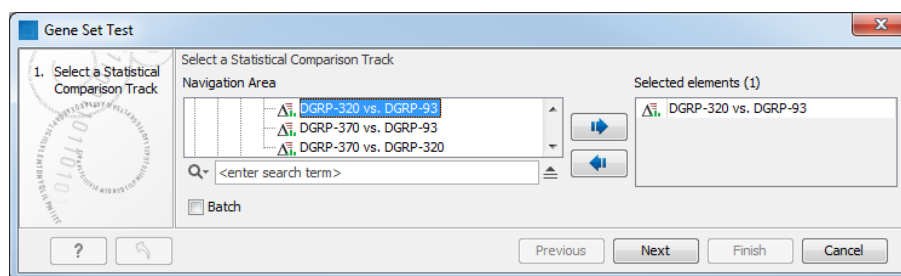 Gene Set Test
1. Select a Statistical
Comparison Track
Select a Statistical Comparison Track
Navigation Area
DGRP-320 vs. DGRP-93
DGRP-370 vs. DGRP-93
DGRP-370 vs. DGRP-320
<enter search term>
Batch
Selected elements (1)
DGRP-320 vs. DGRP-93
?
Previous
Next
Finish
Cancel